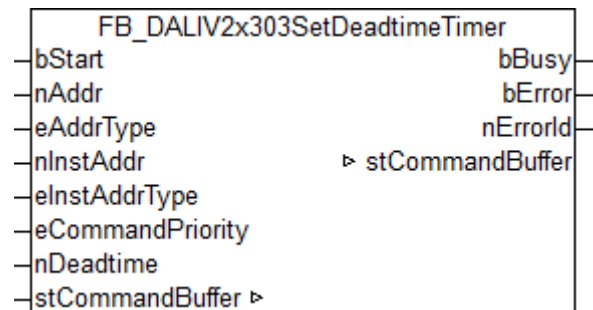 FB_DALIV2x303SetDeadtimeTimer
bStart bBusy
nAddr bError
eAddrType nErrorId
nInstAddr ▹ stCommandBuffer
eInstAddrType
eCommandPriority
nDeadtime
stCommandBuffer ▹